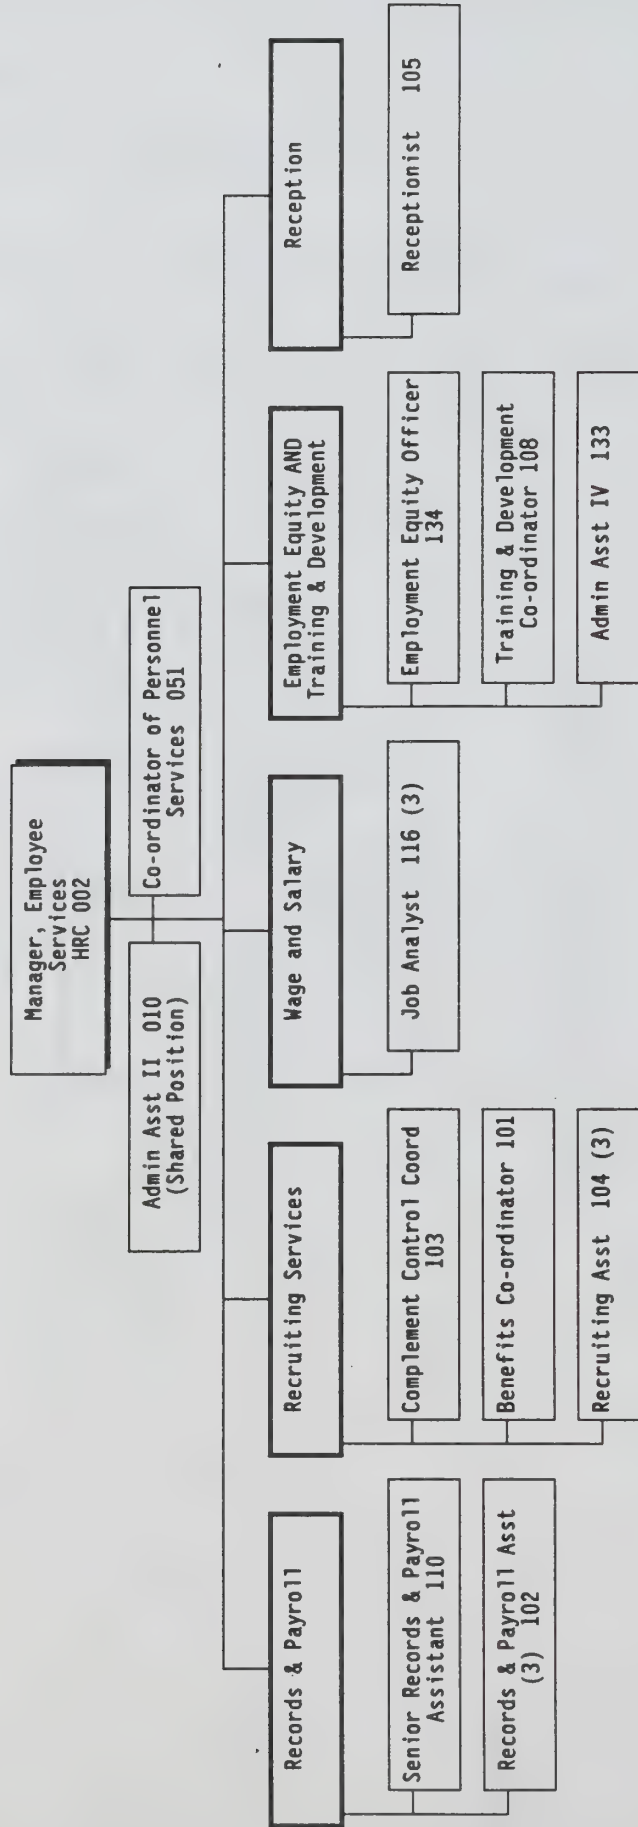 Manager, Employee
Services
HRC 002
Admin Asst II 010
(Shared Position)
Co-ordinator of Personnel
Services 051
Records & Payroll
Senior Records & Payroll
Assistant 110
Records & Payroll Asst
(3) 102
Recruiting Services
Complement Control Coord
103
Benefits Co-ordinator 101
Recruiting Asst 104 (3)
Wage and Salary
Job Analyst 116 (3)
Employment Equity AND
Training & Development
Employment Equity Officer
134
Training & Development
Co-ordinator 108
Admin Asst IV 133
Reception
Receptionist 105